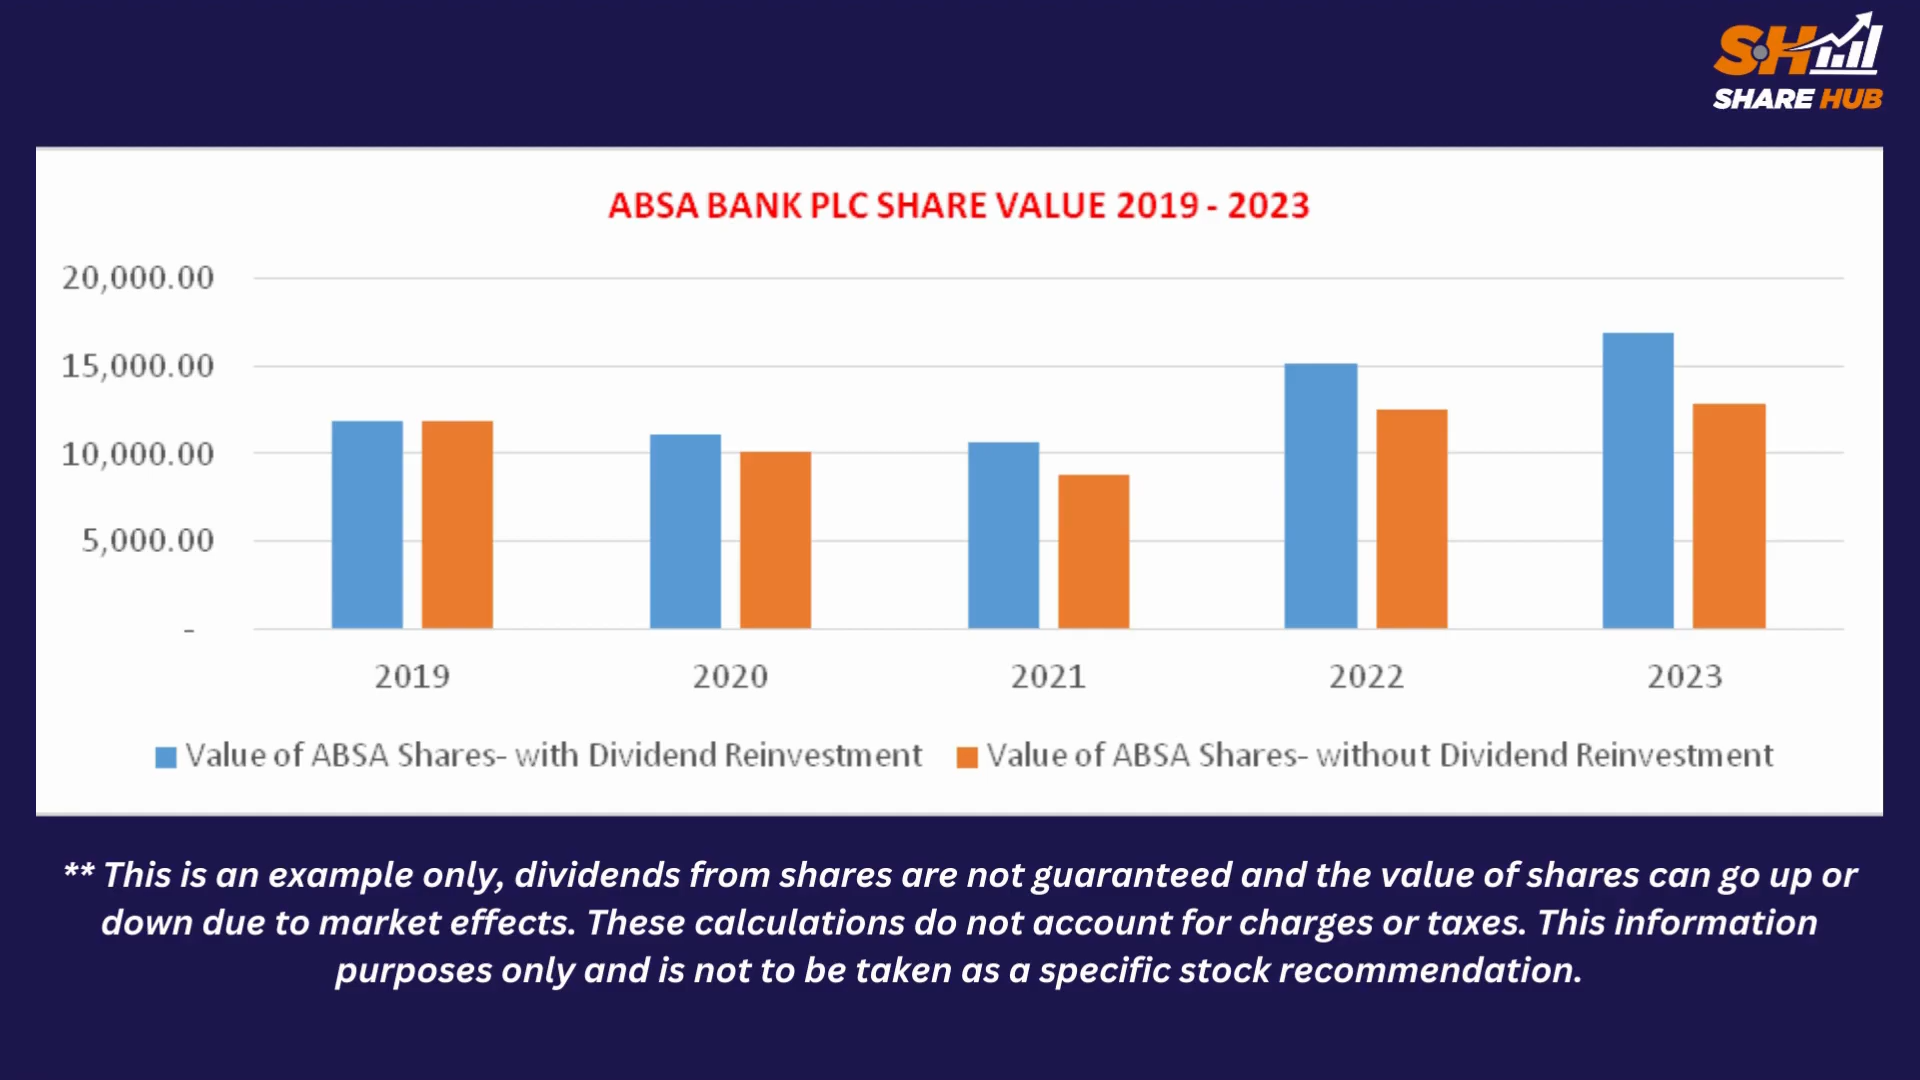 SH
SHARE HUB
ABSA BANK PLC SHARE VALUE 2019 - 2023
20,000.00
15,000.00
10,000.00
5,000.00
-
2019 2020 2021 2022 2023
Value of ABSA Shares- with Dividend Reinvestment Value of ABSA Shares- without Dividend Reinvestment
** This is an example only, dividends from shares are not guaranteed and the value of shares can go up or
down due to market effects. These calculations do not account for charges or taxes. This information
purposes only and is not to be taken as a specific stock recommendation.